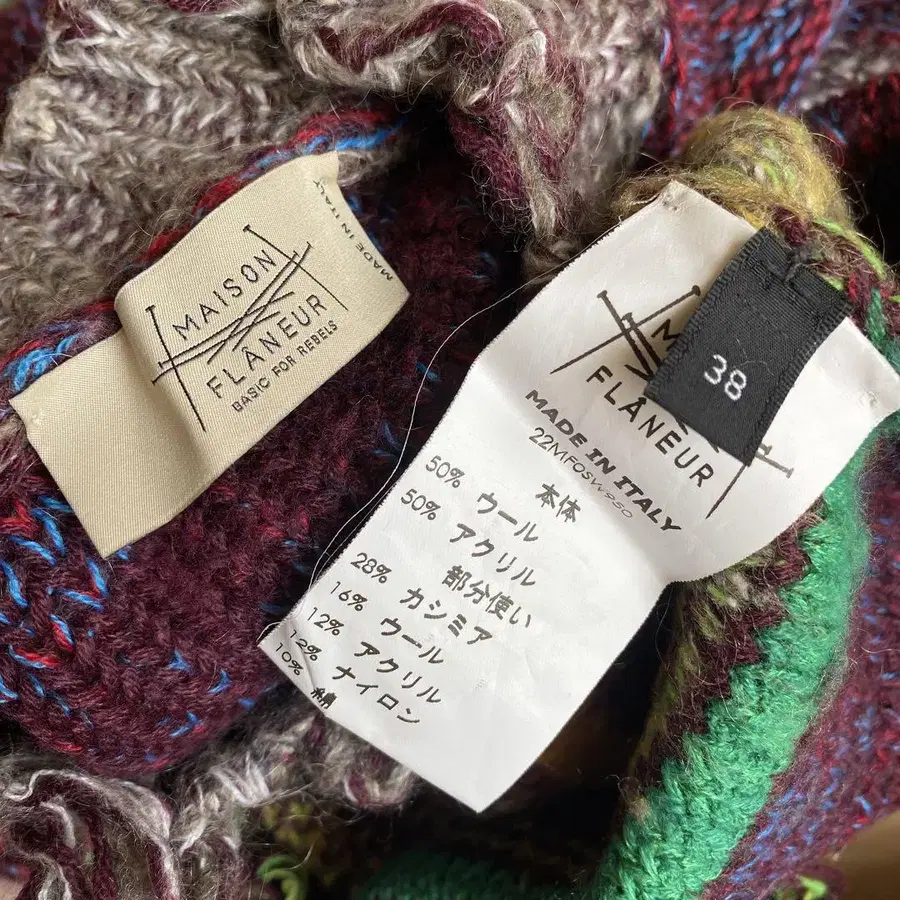 MAISON
FLÂNEUR
BASIC FOR REBELS
MADE IN ITALY
38
FLÂNEUR
MADE IN ITALY
22MFOSW950
本体
50% ウール
50% アクリル
部分使い
28% カシミア
16% ウール
12% アクリル
12% ナイロン
10% 綿